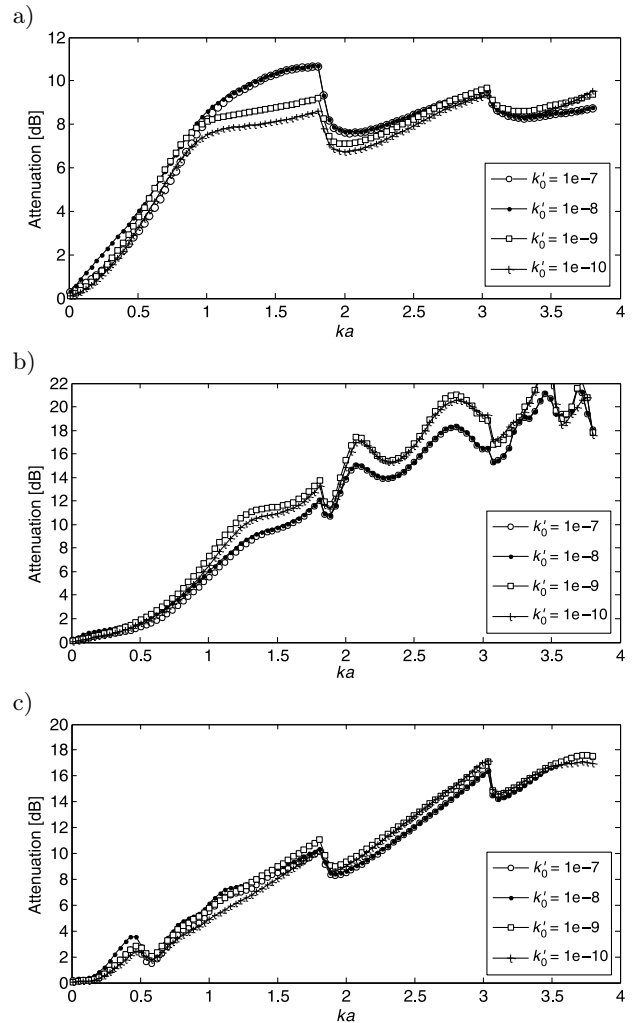 a)
12
10
8
6
4
2
0
Attenuation [dB]
k′₀ = 1e−7
k′₀ = 1e−8
k′₀ = 1e−9
k′₀ = 1e−10
0 0.5 1 1.5 2 2.5 3 3.5 4
ka
b)
22
20
18
16
14
12
10
8
6
4
2
0
Attenuation [dB]
k′₀ = 1e−7
k′₀ = 1e−8
k′₀ = 1e−9
k′₀ = 1e−10
0 0.5 1 1.5 2 2.5 3 3.5 4
ka
c)
20
18
16
14
12
10
8
6
4
2
0
Attenuation [dB]
k′₀ = 1e−7
k′₀ = 1e−8
k′₀ = 1e−9
k′₀ = 1e−10
0 0.5 1 1.5 2 2.5 3 3.5 4
ka